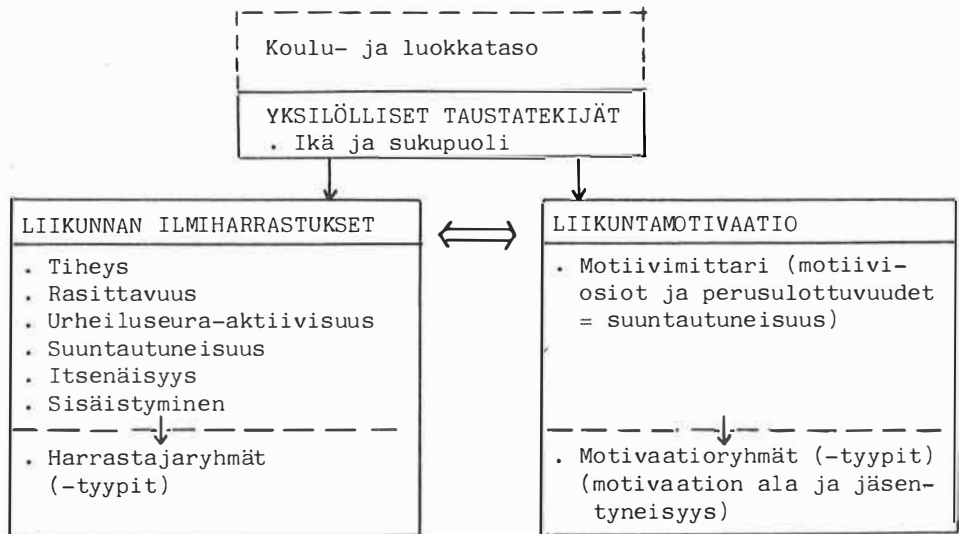 Koulu- ja luokkataso
YKSILÖLLISET TAUSTATEKIJÄT
. Ikä ja sukupuoli
LIIKUNNAN ILMIHARRASTUKSET
. Tiheys
. Rasittavuus
. Urheiluseura-aktiivisuus
. Suuntautuneisuus
. Itsenäisyys
. Sisäistyminen
. Harrastajaryhmät
(-tyypit)
LIIKUNTAMOTIVAATIO
. Motiivimittari (motiivi-
osiot ja perusulottuvuudet
= suuntautuneisuus)
. Motivaatioryhmät (-tyypit)
(motivaation ala ja jäsen-
tyneisyys)